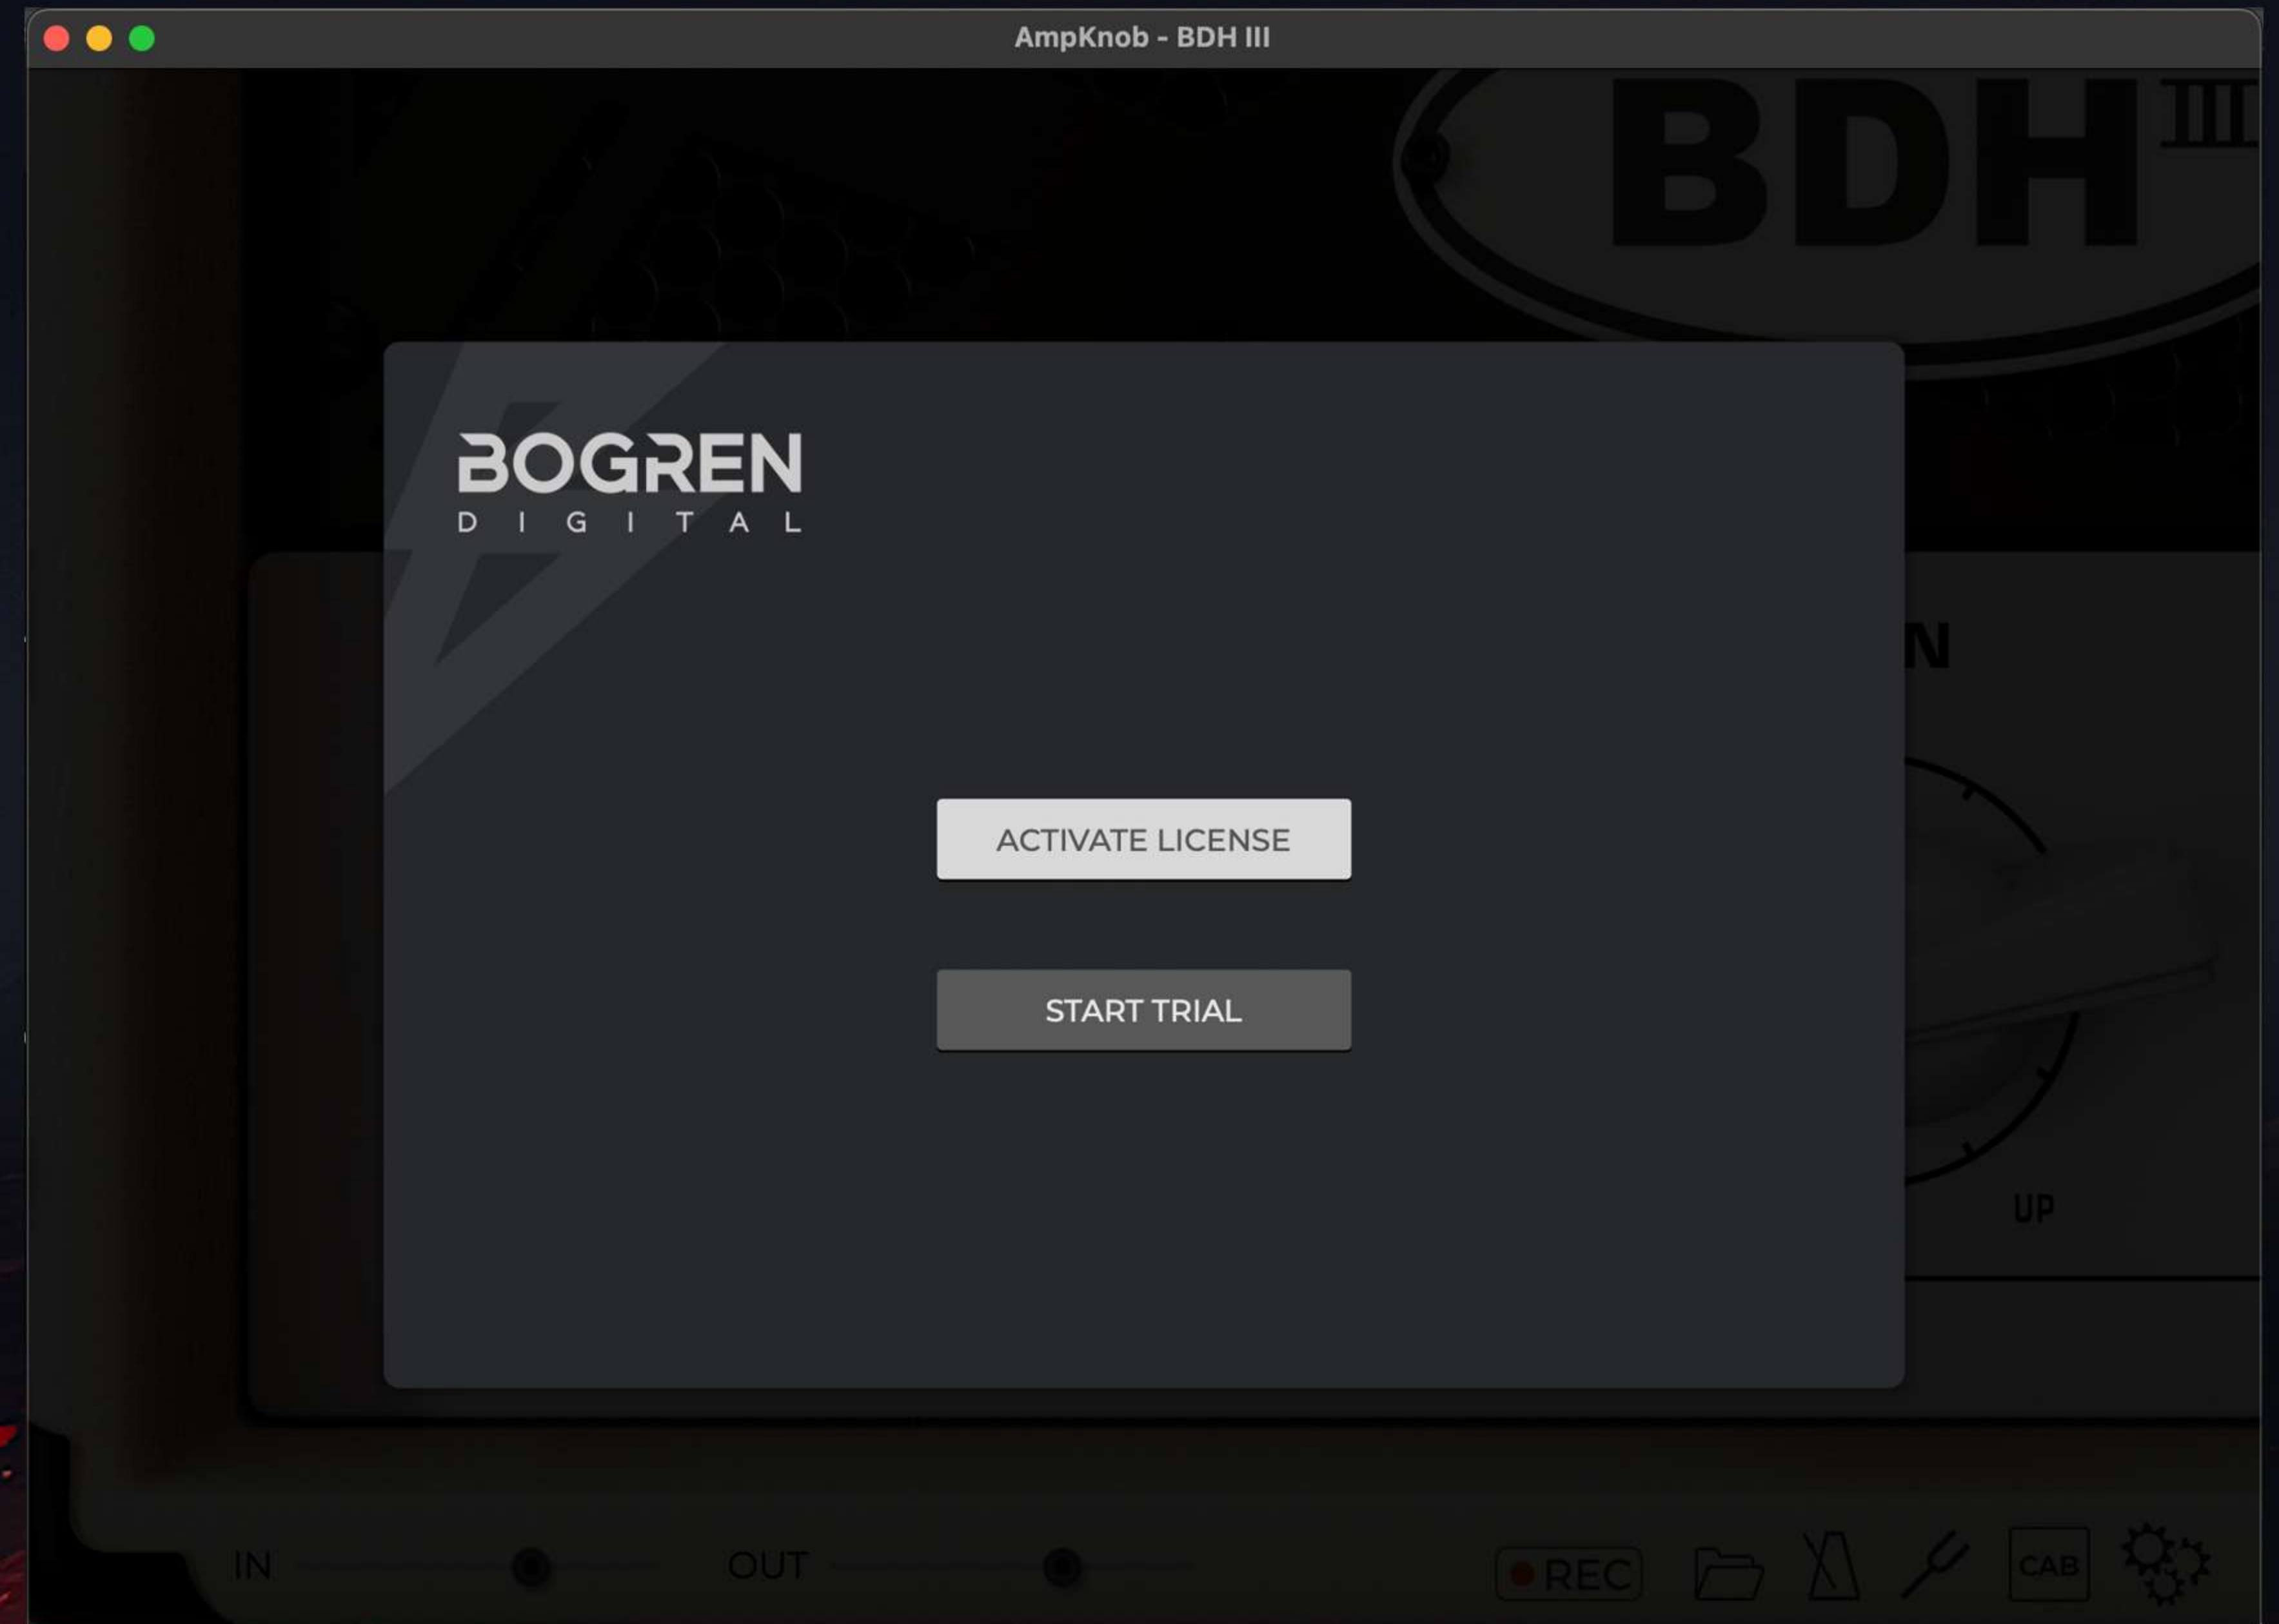 AmpKnob - BDH III
BDH III
BOGREN
DIGITAL
N
ACTIVATE LICENSE
START TRIAL
UP
IN
OUT
REC
CAB